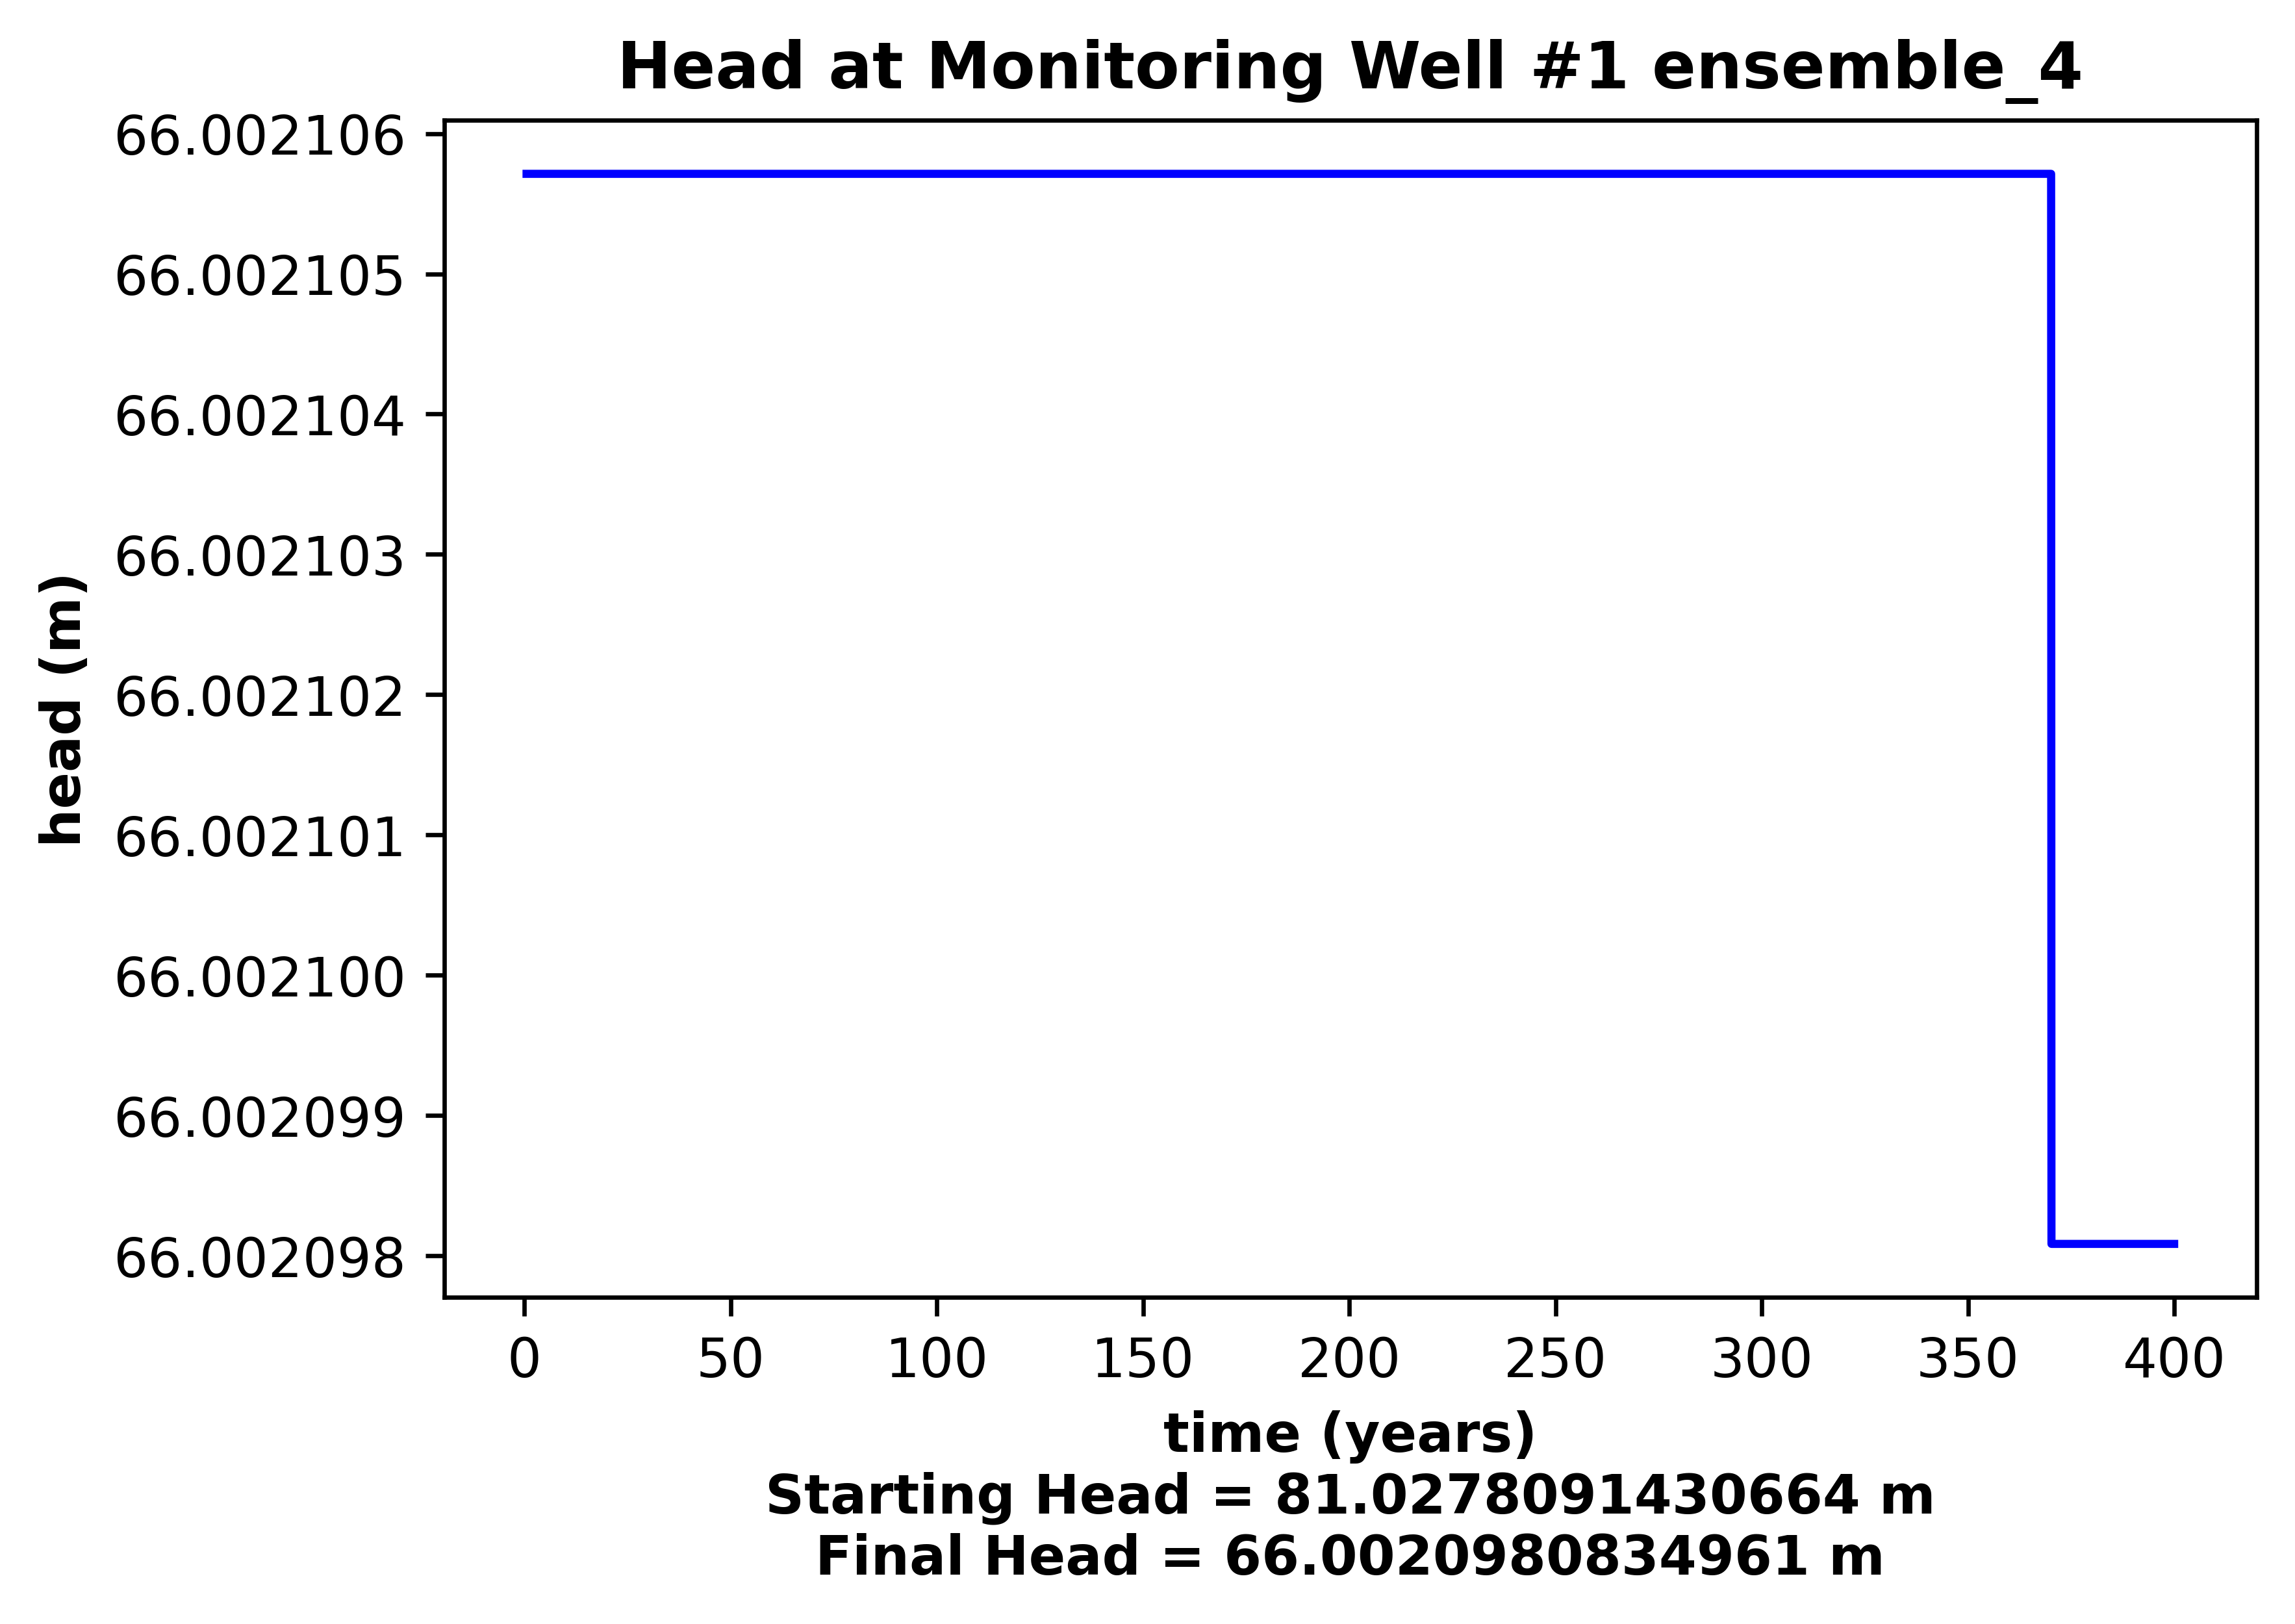 Head at Monitoring Well #1 ensemble_4
66.002106
66.002105
66.002104
66.002103
66.002102
66.002101
66.002100
66.002099
66.002098
head (m)
0 50 100 150 200 250 300 350 400
time (years)
Starting Head = 81.0278091430664 m
Final Head = 66.0020980834961 m